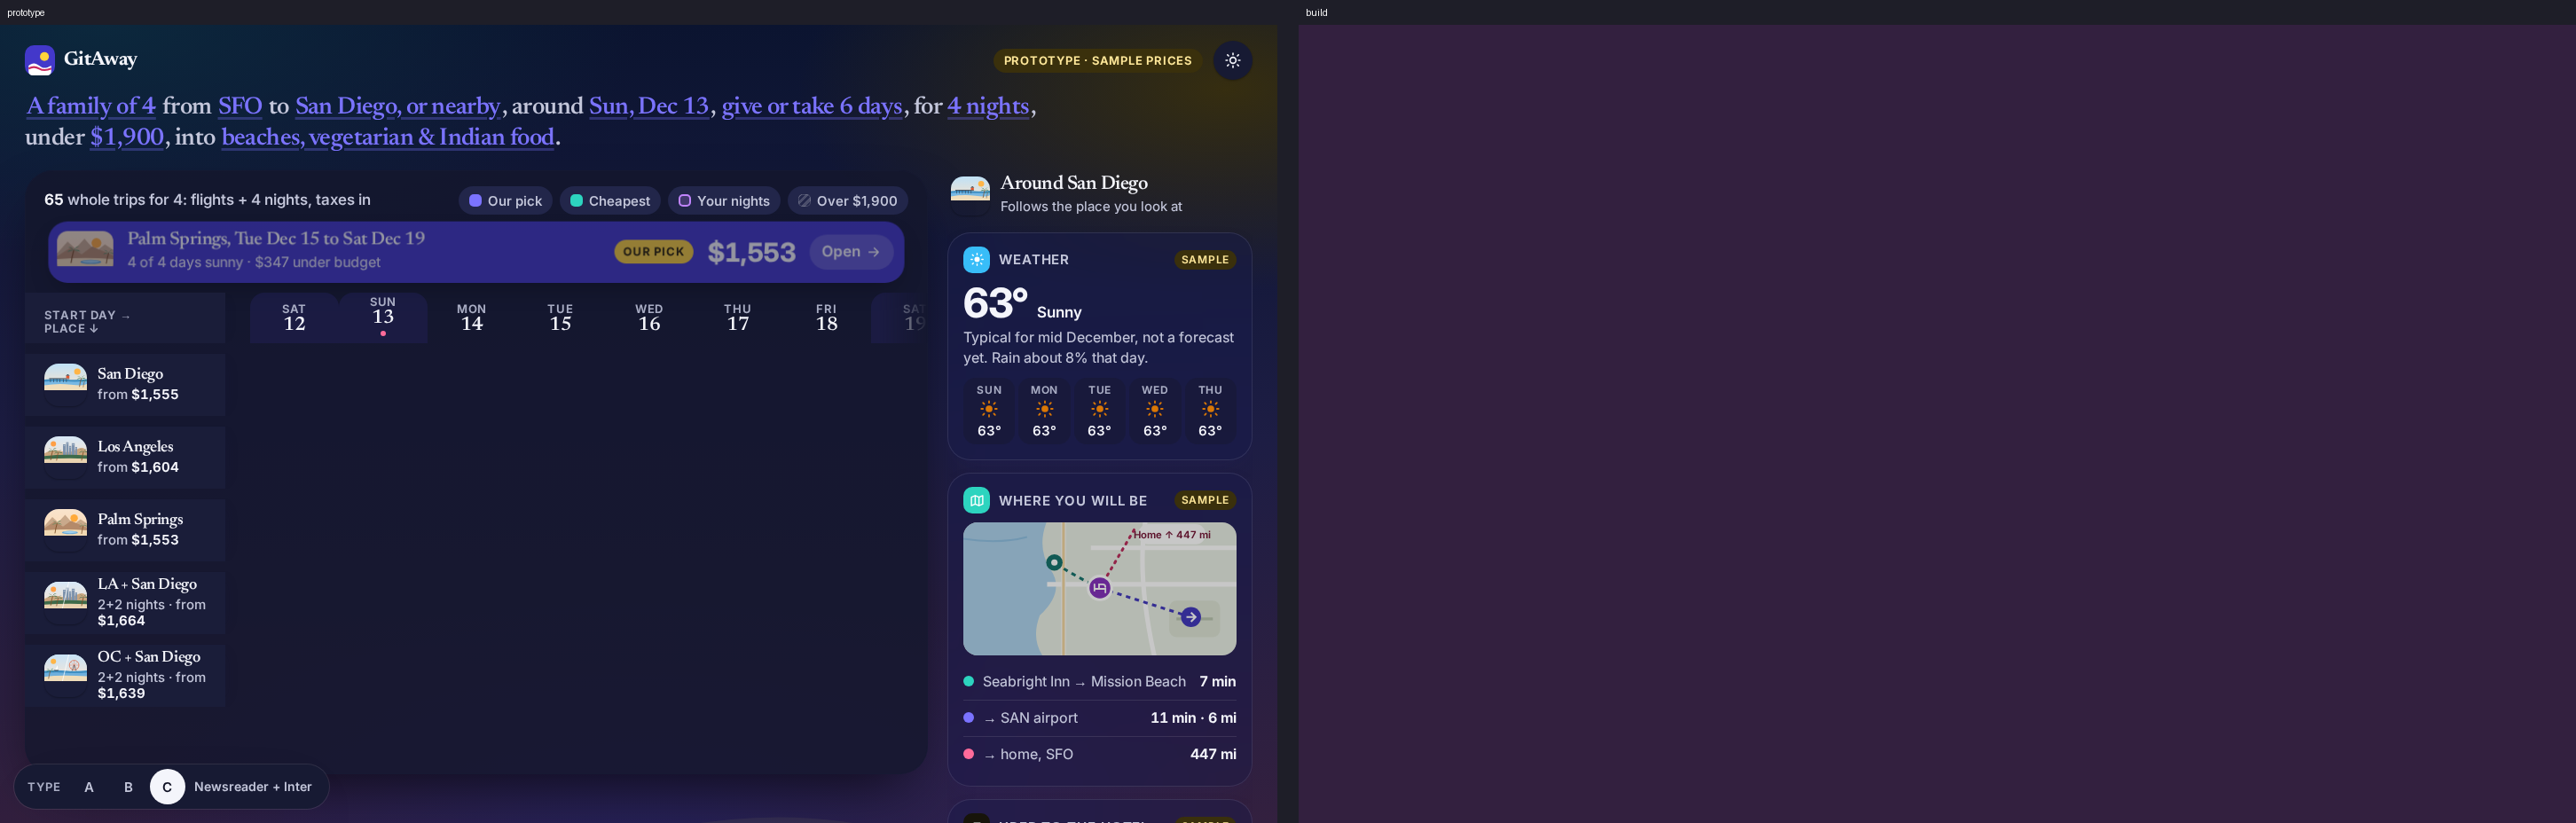 prototype
build
GitAway
PROTOTYPE · SAMPLE PRICES
A family of 4 from SFO to San Diego, or nearby, around Sun, Dec 13, give or take 6 days, for 4 nights,
under $1,900, into beaches, vegetarian & Indian food.
65 whole trips for 4: flights + 4 nights, taxes in
Our pick
Cheapest
Your nights
Over $1,900
Palm Springs, Tue Dec 15 to Sat Dec 19
4 of 4 days sunny · $347 under budget
OUR PICK
$1,553
Open →
START DAY →
PLACE ↓
SAT
12
SUN
13
MON
14
TUE
15
WED
16
THU
17
FRI
18
SAT
19
San Diego
from $1,555
Los Angeles
from $1,604
Palm Springs
from $1,553
LA + San Diego
2+2 nights · from
$1,664
OC + San Diego
2+2 nights · from
$1,639
TYPE A B C Newsreader + Inter
Around San Diego
Follows the place you look at
WEATHER
SAMPLE
63° Sunny
Typical for mid December, not a forecast
yet. Rain about 8% that day.
SUN MON TUE WED THU
63° 63° 63° 63° 63°
WHERE YOU WILL BE
SAMPLE
Home ↑ 447 mi
Seabright Inn → Mission Beach 7 min
→ SAN airport 11 min · 6 mi
→ home, SFO 447 mi